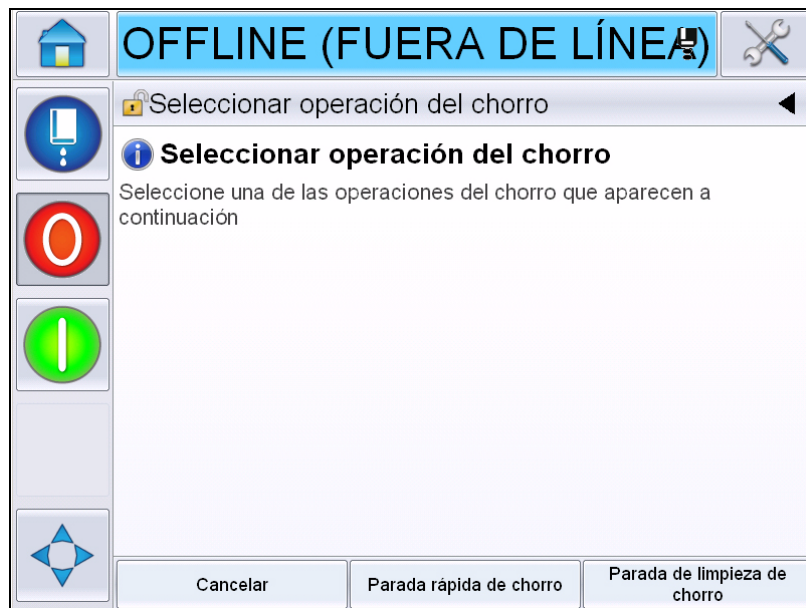 OFFLINE (FUERA DE LÍNEA)
Seleccionar operación del chorro
Seleccionar operación del chorro
Seleccione una de las operaciones del chorro que aparecen a
continuación
Cancelar
Parada rápida de chorro
Parada de limpieza de
chorro